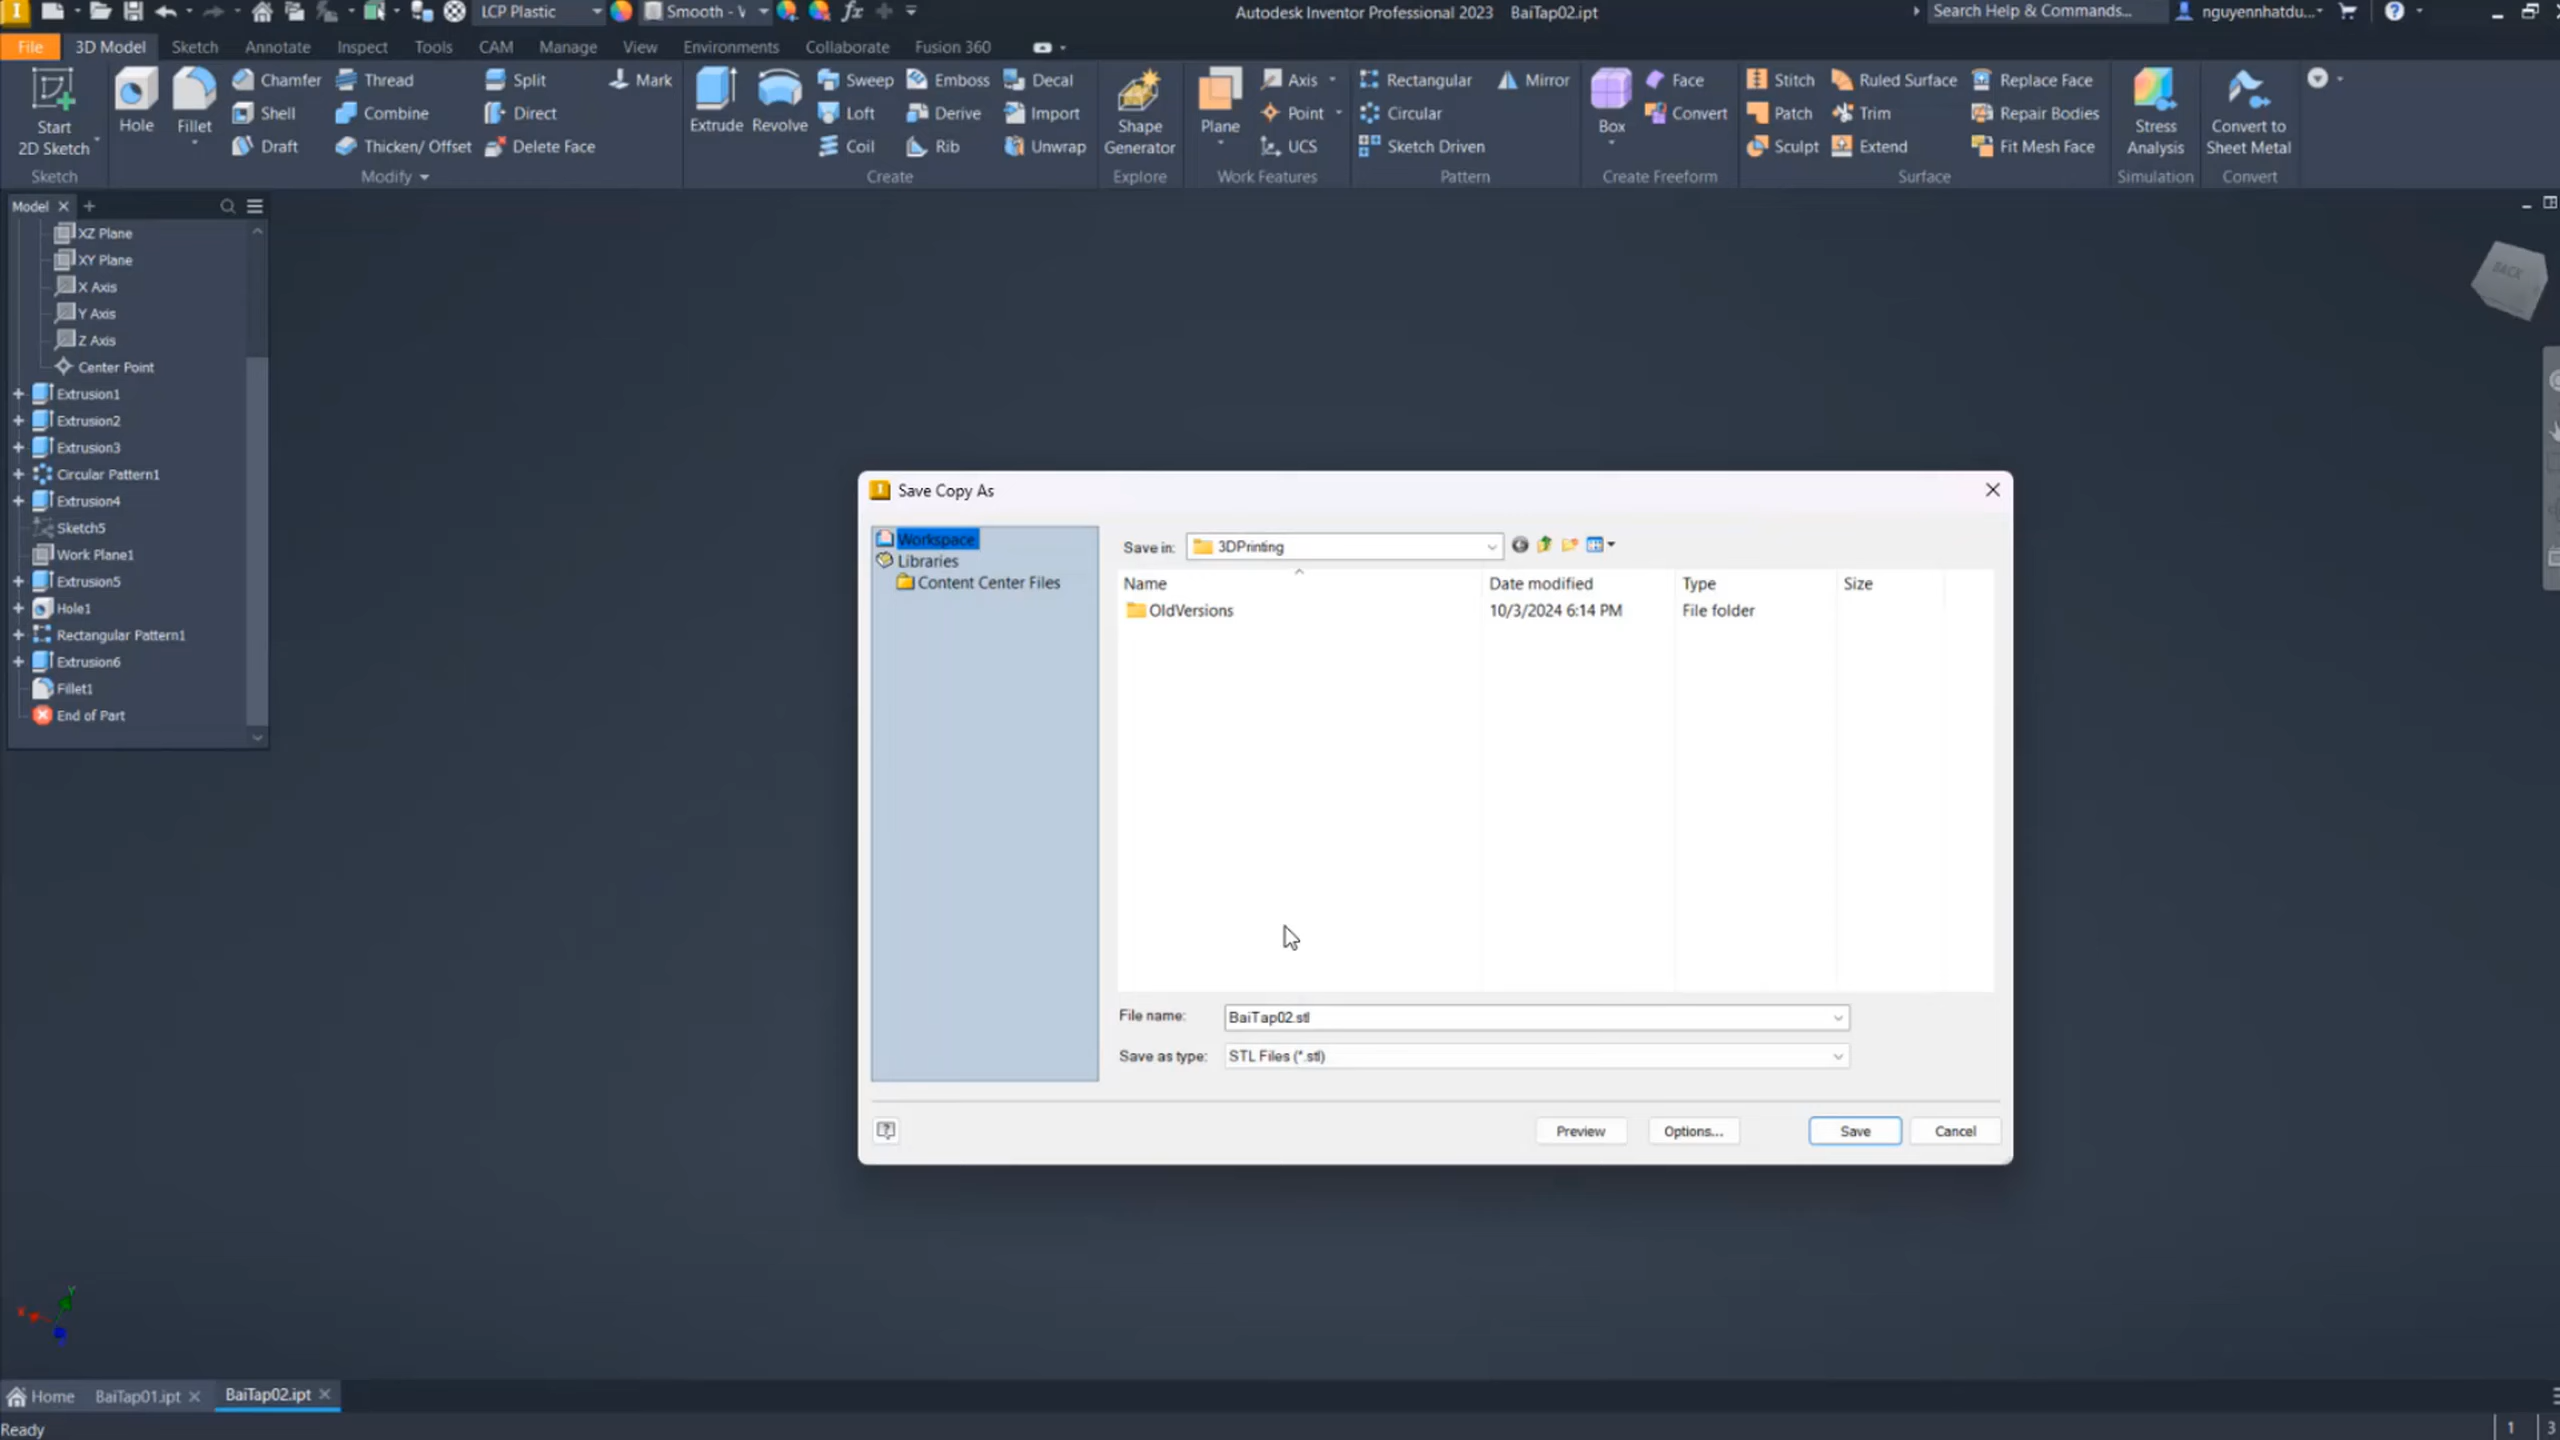 LCP Plastic Smooth - fx Autodesk Inventor Professional 2023 BaiTap02.ipt Search Help & Commands... nguyennhatdu...
File 3D Model Sketch Annotate Inspect Tools CAM Manage View Environments Collaborate Fusion 360
Start 2D Sketch
Sketch
Hole
Fillet
Chamfer
Shell
Draft
Thread
Combine
Thicken/ Offset
Split
Direct
Delete Face
Mark
Modify
Extrude
Revolve
Sweep
Loft
Coil
Emboss
Derive
Rib
Decal
Import
Unwrap
Create
Shape Generator
Explore
Plane
Axis
Point
UCS
Work Features
Rectangular
Circular
Sketch Driven
Mirror
Pattern
Box
Face
Convert
Create Freeform
Stitch
Patch
Sculpt
Ruled Surface
Trim
Extend
Replace Face
Repair Bodies
Fit Mesh Face
Surface
Stress Analysis
Simulation
Convert to Sheet Metal
Convert
Model
XZ Plane
XY Plane
X Axis
Y Axis
Z Axis
Center Point
Extrusion1
Extrusion2
Extrusion3
Circular Pattern1
Extrusion4
Sketch5
Work Plane1
Extrusion5
Hole1
Rectangular Pattern1
Extrusion6
Fillet1
End of Part
BACK
Save Copy As
Workspace
Libraries
Content Center Files
Save in: 3DPrinting
Name Date modified Type Size
OldVersions 10/3/2024 6:14 PM File folder
File name: BaiTap02.stl
Save as type: STL Files (*.stl)
Preview Options... Save Cancel
Home BaiTap01.ipt BaiTap02.ipt
Ready 1 3